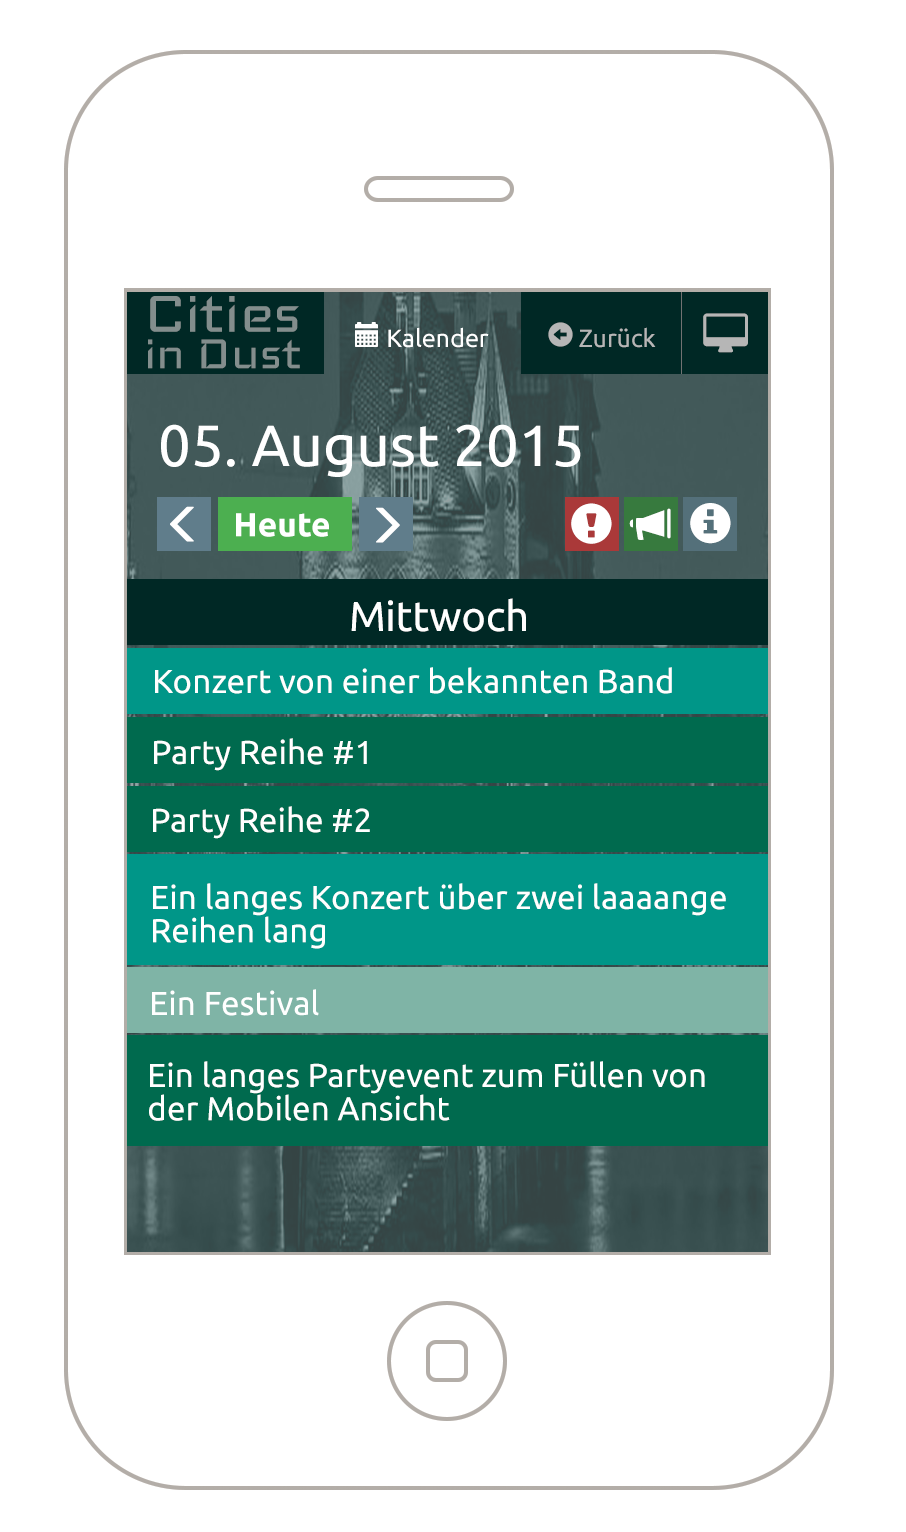 Cities
in Dust
Kalender
Zurück
05. August 2015
Heute
Mittwoch
Konzert von einer bekannten Band
Party Reihe #1
Party Reihe #2
Ein langes Konzert über zwei laaaange
Reihen lang
Ein Festival
Ein langes Partyevent zum Füllen von
der Mobilen Ansicht